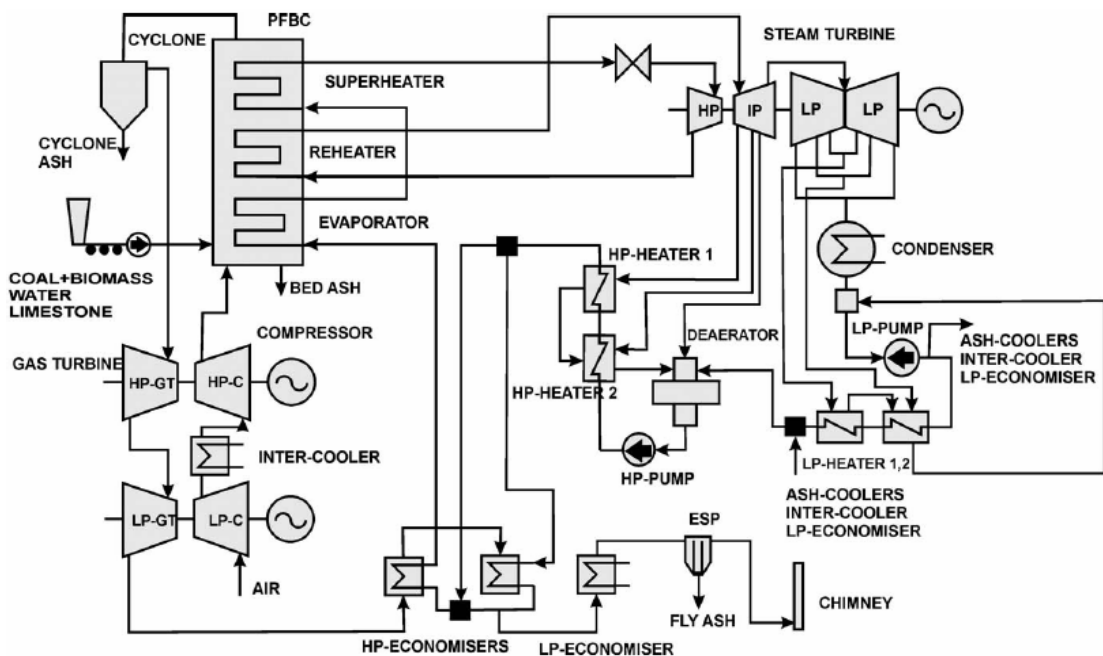 PFBC
CYCLONE
STEAM TURBINE
SUPERHEATER
HP
IP
LP
LP
CYCLONE
ASH
REHEATER
EVAPORATOR
CONDENSER
HP-HEATER 1
COAL+BIOMASS
WATER
LIMESTONE
BED ASH
LP-PUMP
COMPRESSOR
DEAERATOR
ASH-COOLERS
INTER-COOLER
LP-ECONOMISER
GAS TURBINE
HP-GT
HP-C
HP-HEATER 2
INTER-COOLER
HP-PUMP
LP-HEATER 1,2
ASH-COOLERS
INTER-COOLER
LP-ECONOMISER
LP-GT
LP-C
ESP
AIR
CHIMNEY
FLY ASH
HP-ECONOMISERS
LP-ECONOMISER